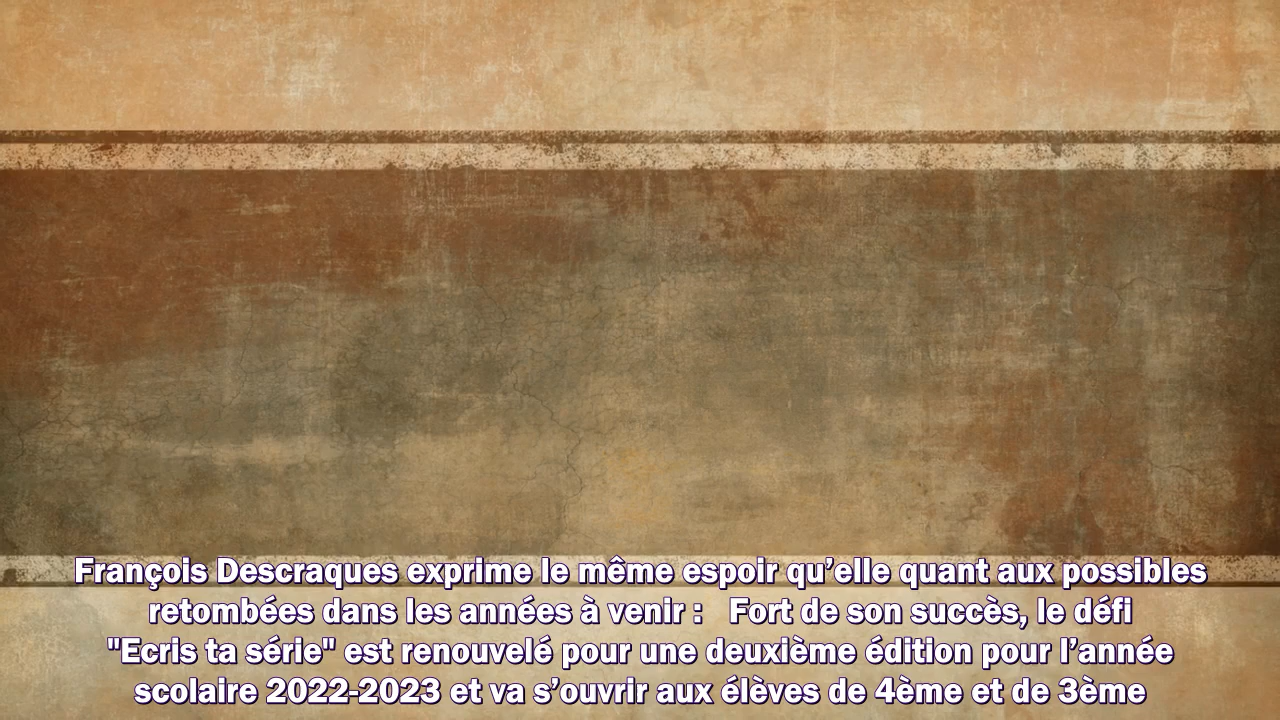 François Descraques exprime le même espoir qu’elle quant aux possibles
retombées dans les années à venir :   Fort de son succès, le défi
"Ecris ta série" est renouvelé pour une deuxième édition pour l’année
scolaire 2022-2023 et va s’ouvrir aux élèves de 4ème et de 3ème